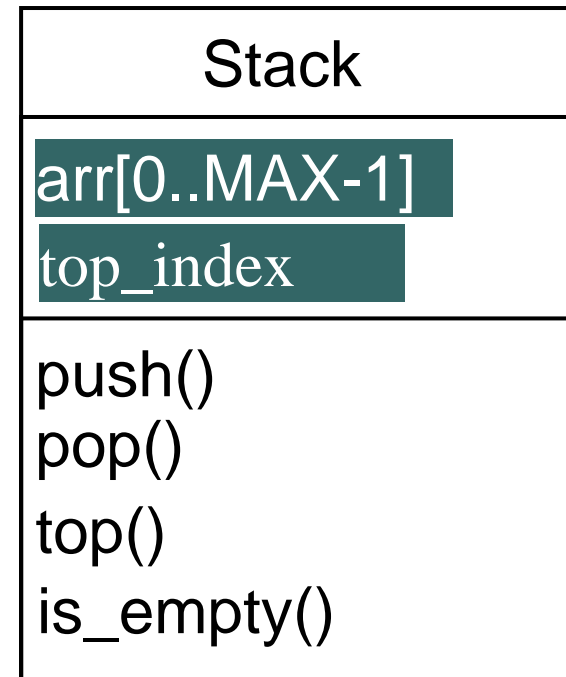 Stack
arr[0..MAX-1]
top_index
push()
pop()
top()
is_empty()